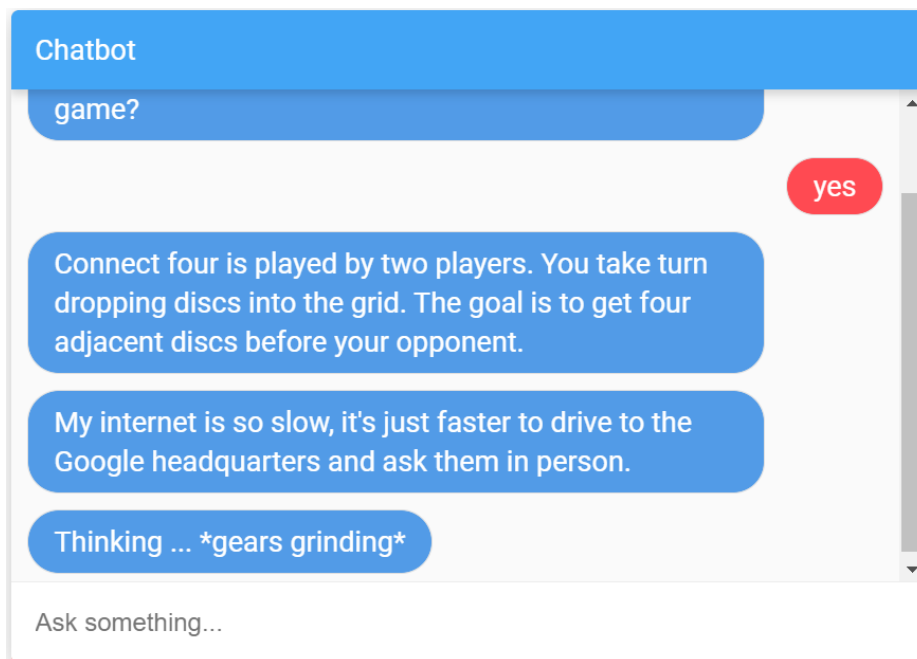 Chatbot
game?
yes
Connect four is played by two players. You take turn
dropping discs into the grid. The goal is to get four
adjacent discs before your opponent.
My internet is so slow, it's just faster to drive to the
Google headquarters and ask them in person.
Thinking ... *gears grinding*
Ask something...